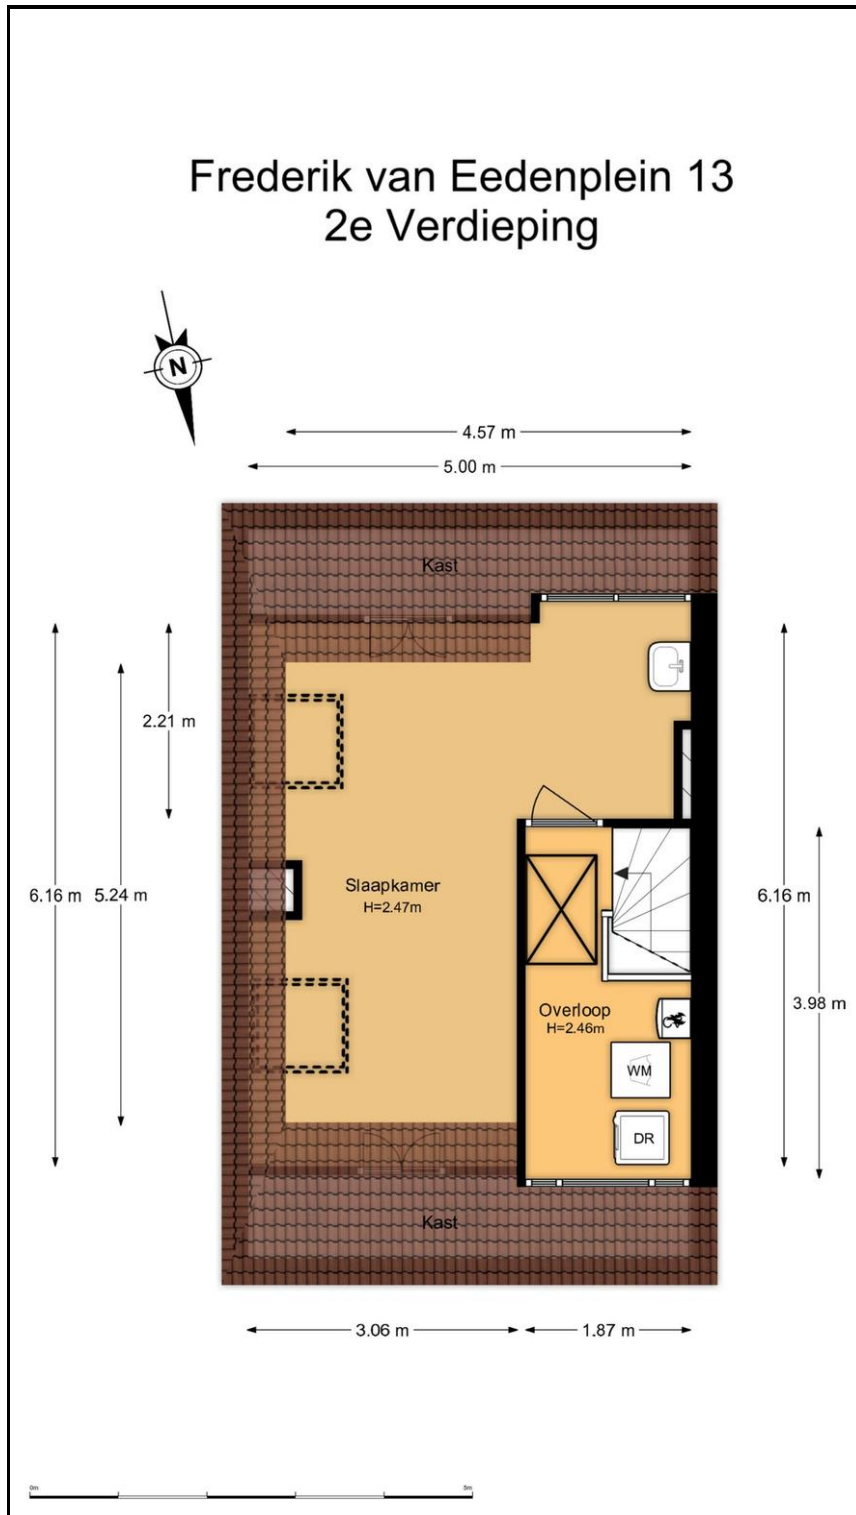 Frederik van Eedenplein 13
2e Verdieping
N
4.57 m
5.00 m
Kast
2.21 m
6.16 m
5.24 m
Slaapkamer
H=2.47m
6.16 m
3.98 m
Overloop
H=2.46m
WM
DR
Kast
3.06 m
1.87 m
0m
5m